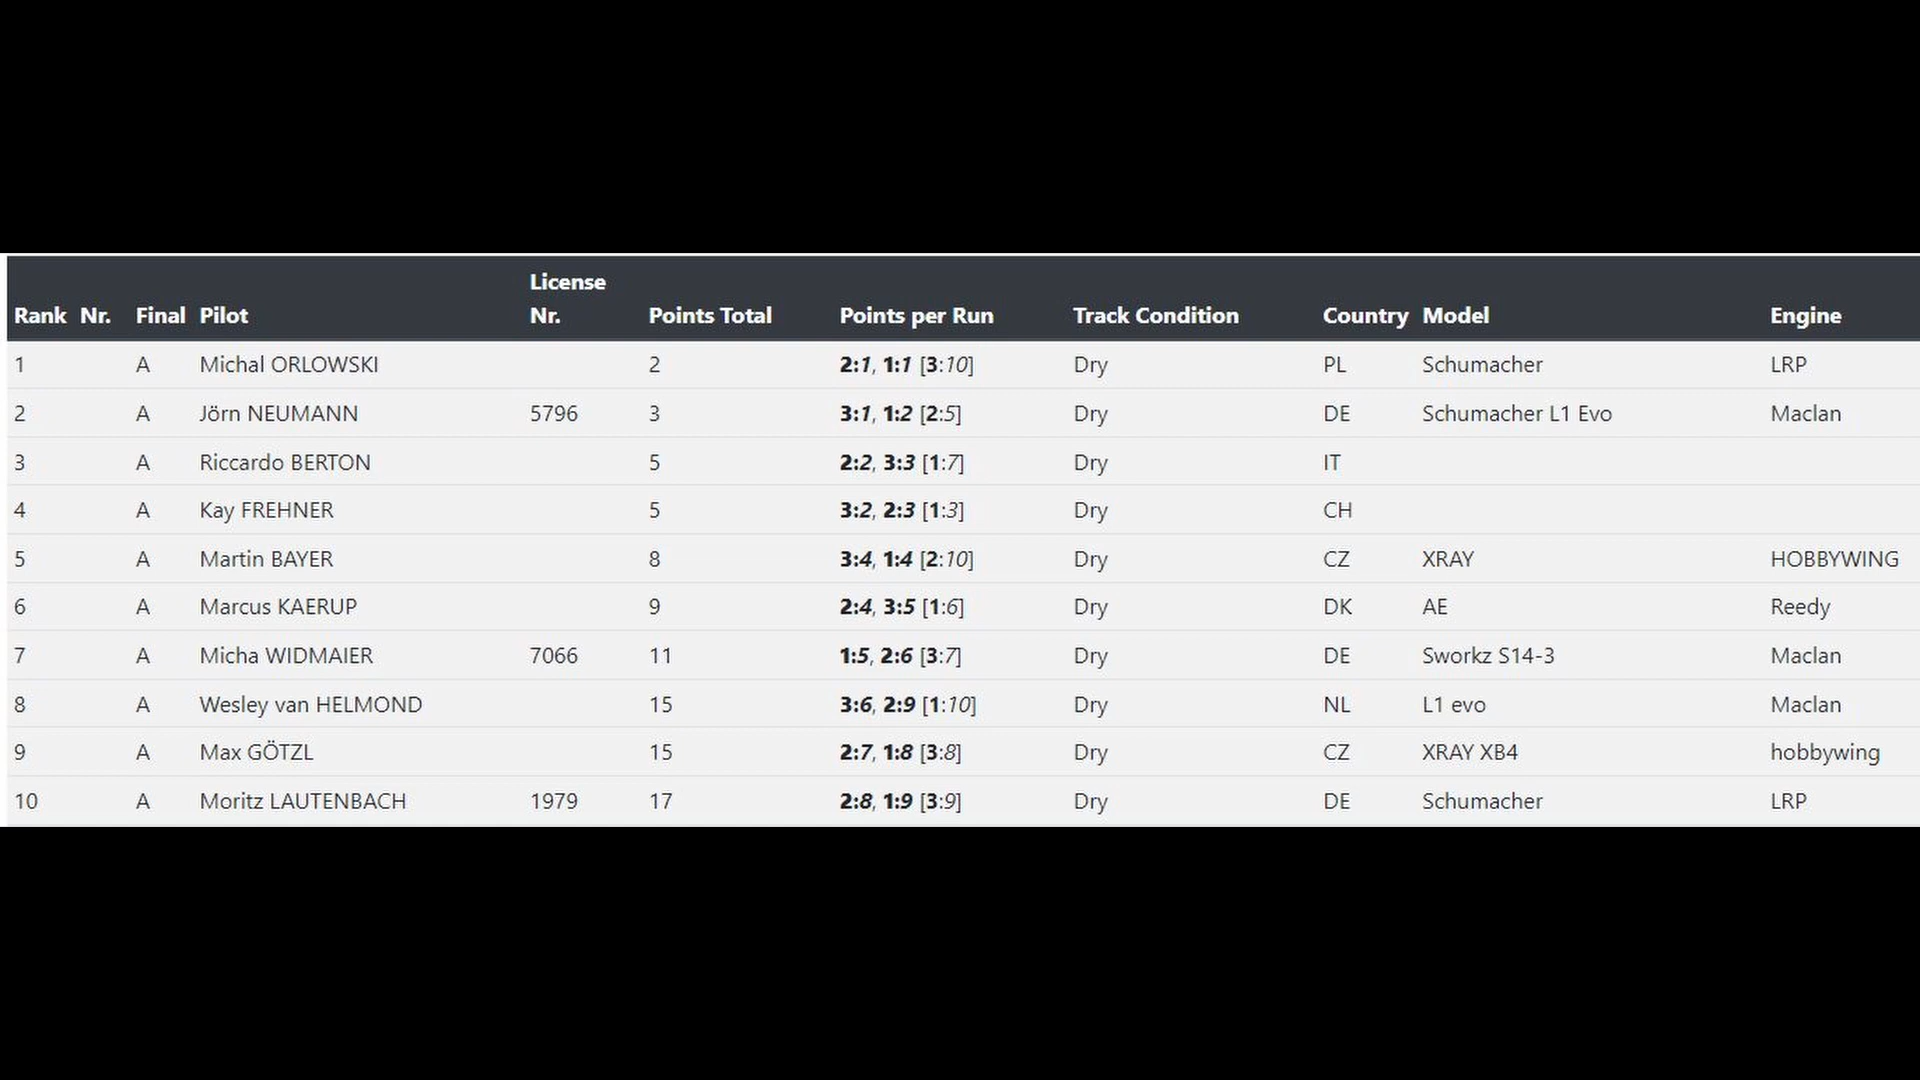 License
Rank Nr. Final Pilot Nr. Points Total Points per Run Track Condition Country Model Engine
1 A Michal ORLOWSKI 2 2:1, 1:1 [3:10] Dry PL Schumacher LRP
2 A Jörn NEUMANN 5796 3 3:1, 1:2 [2:5] Dry DE Schumacher L1 Evo Maclan
3 A Riccardo BERTON 5 2:2, 3:3 [1:7] Dry IT
4 A Kay FREHNER 5 3:2, 2:3 [1:3] Dry CH
5 A Martin BAYER 8 3:4, 1:4 [2:10] Dry CZ XRAY HOBBYWING
6 A Marcus KAERUP 9 2:4, 3:5 [1:6] Dry DK AE Reedy
7 A Micha WIDMAIER 7066 11 1:5, 2:6 [3:7] Dry DE Sworkz S14-3 Maclan
8 A Wesley van HELMOND 15 3:6, 2:9 [1:10] Dry NL L1 evo Maclan
9 A Max GÖTZL 15 2:7, 1:8 [3:8] Dry CZ XRAY XB4 hobbywing
10 A Moritz LAUTENBACH 1979 17 2:8, 1:9 [3:9] Dry DE Schumacher LRP